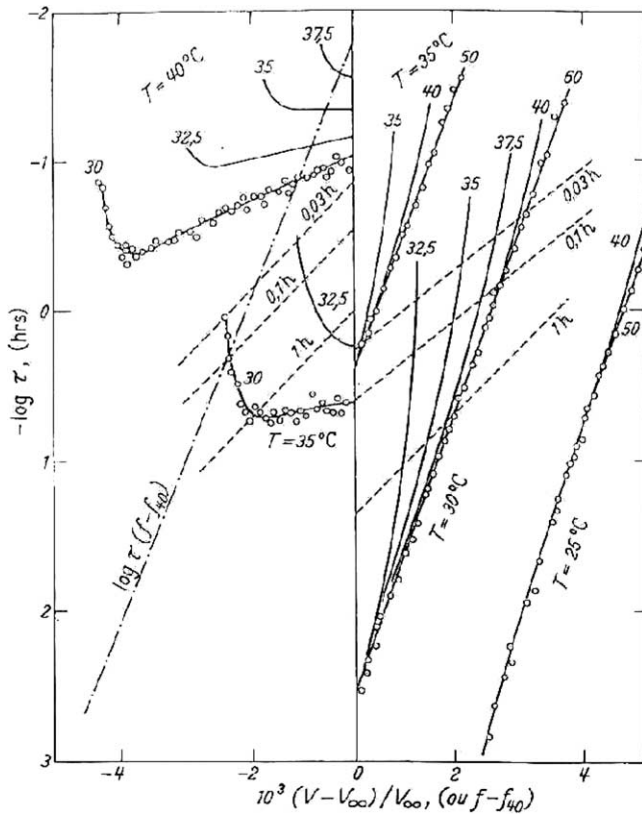 −2
−1
0
1
2
3
−log τ, (hrs)
T = 40°C
37,5
35
32,5
30
0,03h
0,1h
1h
32,5
30
T = 35°C
log τ (f−f40)
T = 35°C
50
40
35
60
40
37,5
35
32,5
0,03h
0,1h
1h
40
50
T = 30°C
T = 25°C
−4
−2
0
2
4
10³ (V−V∞)/V∞, (ou f−f40)